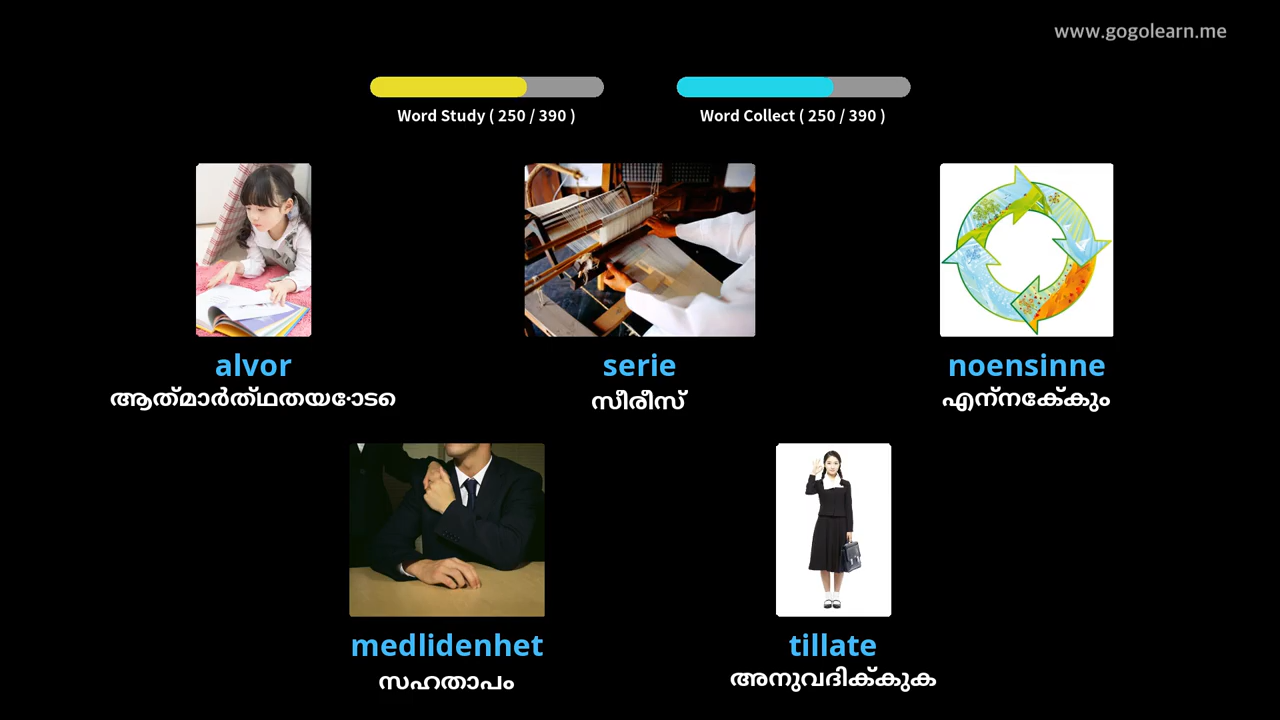 www.gogolearn.me
Word Study ( 250 / 390 )
Word Collect ( 250 / 390 )
alvor
ആത്മാർത്ഥതയോടെ
serie
സീരീസ്
noensinne
എന്നേക്കും
medlidenhet
സഹതാപം
tillate
അനുവദിക്കുക